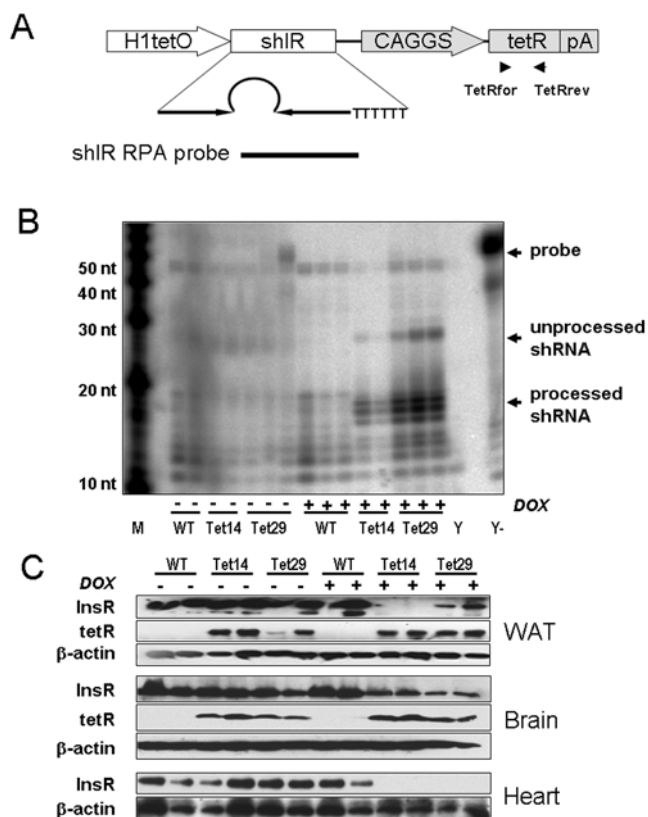 A
H1tetO shIR CAGGS tetR pA
TetRfor TetRrev
TTTTTT
shIR RPA probe
B
probe
50 nt
40 nt
30 nt
unprocessed
shRNA
20 nt
processed
shRNA
10 nt
- - - - - - - + + + + + + + + DOX
M WT Tet14 Tet29 WT Tet14 Tet29 Y Y-
C
WT Tet14 Tet29 WT Tet14 Tet29
DOX - - - - - - + + + + + +
InsR
tetR
β-actin
WAT
InsR
tetR
β-actin
Brain
InsR
β-actin
Heart